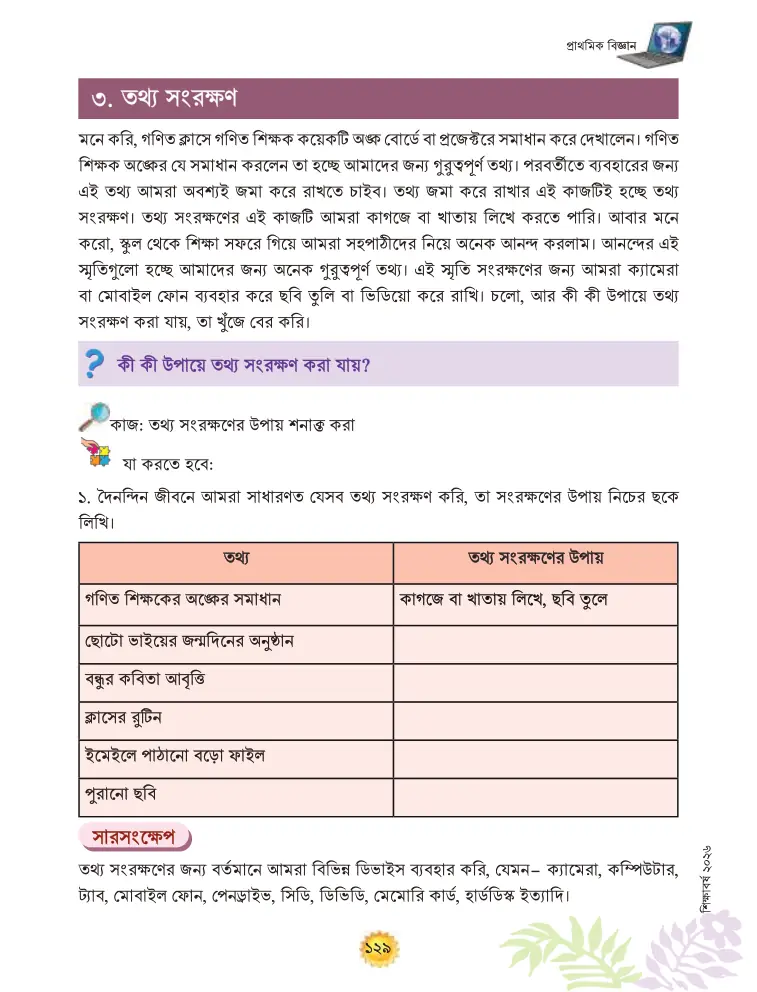 প্রাথমিক বিজ্ঞান
৩. তথ্য সংরক্ষণ
মনে করি, গণিত ক্লাসে গণিত শিক্ষক কয়েকটি অঙ্ক বোর্ডে বা প্রজেক্টরে সমাধান করে দেখালেন। গণিত
শিক্ষক অঙ্কের যে সমাধান করলেন তা হচ্ছে আমাদের জন্য গুরুত্বপূর্ণ তথ্য। পরবর্তীতে ব্যবহারের জন্য
এই তথ্য আমরা অবশ্যই জমা করে রাখতে চাইব। তথ্য জমা করে রাখার এই কাজটিই হচ্ছে তথ্য
সংরক্ষণ। তথ্য সংরক্ষণের এই কাজটি আমরা কাগজে বা খাতায় লিখে করতে পারি। আবার মনে
করো, স্কুল থেকে শিক্ষা সফরে গিয়ে আমরা সহপাঠীদের নিয়ে অনেক আনন্দ করলাম। আনন্দের এই
স্মৃতিগুলো হচ্ছে আমাদের জন্য অনেক গুরুত্বপূর্ণ তথ্য। এই স্মৃতি সংরক্ষণের জন্য আমরা ক্যামেরা
বা মোবাইল ফোন ব্যবহার করে ছবি তুলি বা ভিডিয়ো করে রাখি। চলো, আর কী কী উপায়ে তথ্য
সংরক্ষণ করা যায়, তা খুঁজে বের করি।
কী কী উপায়ে তথ্য সংরক্ষণ করা যায়?
কাজ: তথ্য সংরক্ষণের উপায় শনাক্ত করা
যা করতে হবে:
১. দৈনন্দিন জীবনে আমরা সাধারণত যেসব তথ্য সংরক্ষণ করি, তা সংরক্ষণের উপায় নিচের ছকে
লিখি।
তথ্য তথ্য সংরক্ষণের উপায়
গণিত শিক্ষকের অঙ্কের সমাধান কাগজে বা খাতায় লিখে, ছবি তুলে
ছোটো ভাইয়ের জন্মদিনের অনুষ্ঠান
বন্ধুর কবিতা আবৃত্তি
ক্লাসের রুটিন
ইমেইলে পাঠানো বড়ো ফাইল
পুরানো ছবি
সারসংক্ষেপ
তথ্য সংরক্ষণের জন্য বর্তমানে আমরা বিভিন্ন ডিভাইস ব্যবহার করি, যেমন– ক্যামেরা, কম্পিউটার,
ট্যাব, মোবাইল ফোন, পেনড্রাইভ, সিডি, ডিভিডি, মেমোরি কার্ড, হার্ডডিস্ক ইত্যাদি।
শিক্ষাবর্ষ ২০২৬
১২৯